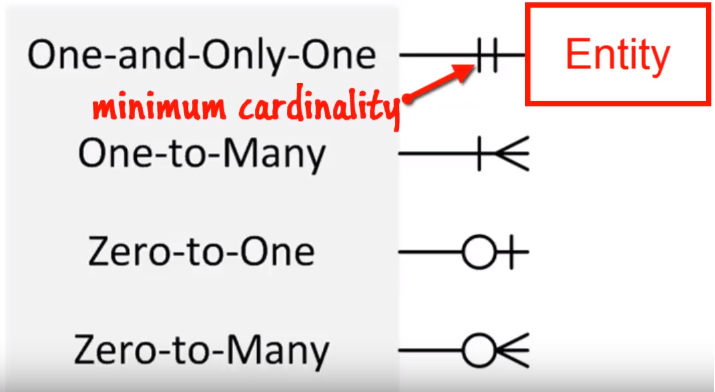 One-and-Only-One
Entity
minimum cardinality
One-to-Many
Zero-to-One
Zero-to-Many